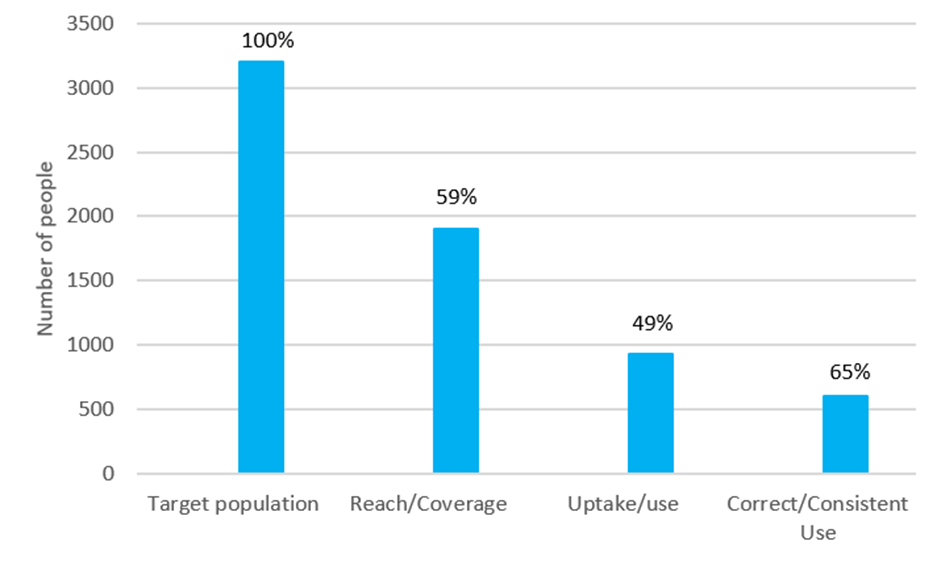 3500
100%
3000
2500
59%
2000
1500
49%
1000
65%
500
0
Number of people
Target population
Reach/Coverage
Uptake/use
Correct/Consistent
Use